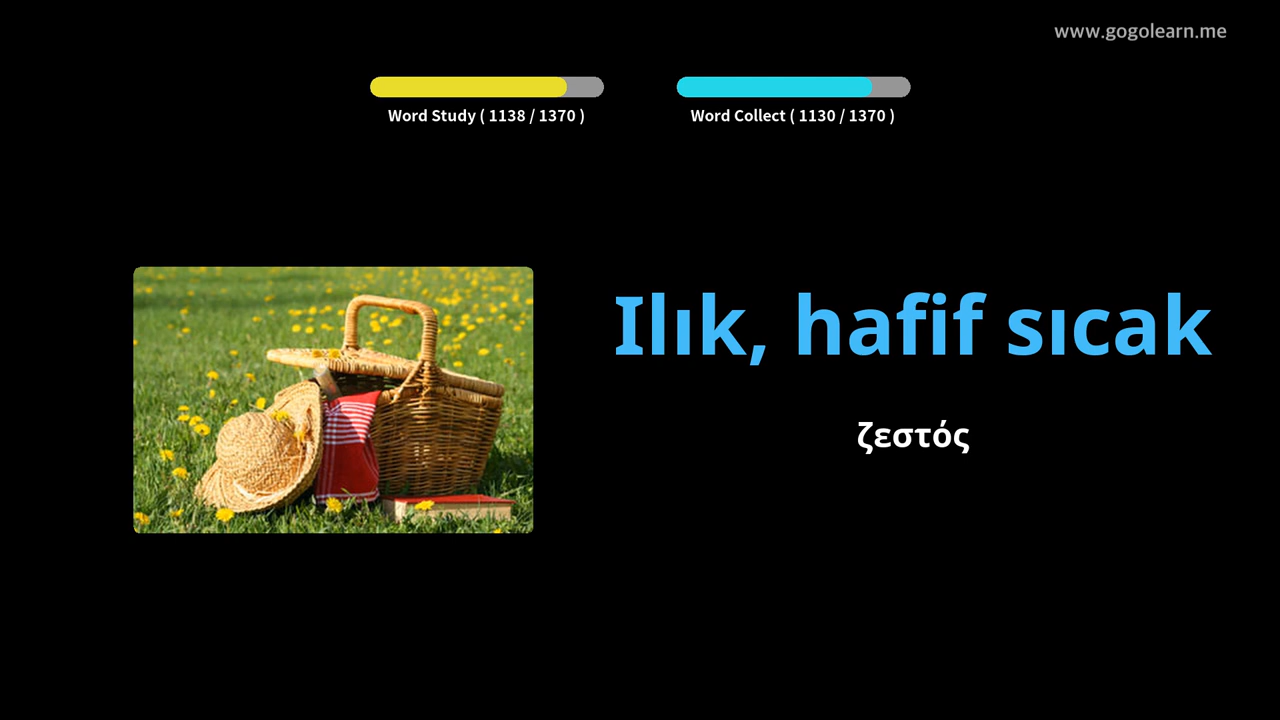 www.gogolearn.me
Word Study ( 1138 / 1370 )
Word Collect ( 1130 / 1370 )
Ilık, hafif sıcak
ζεστός